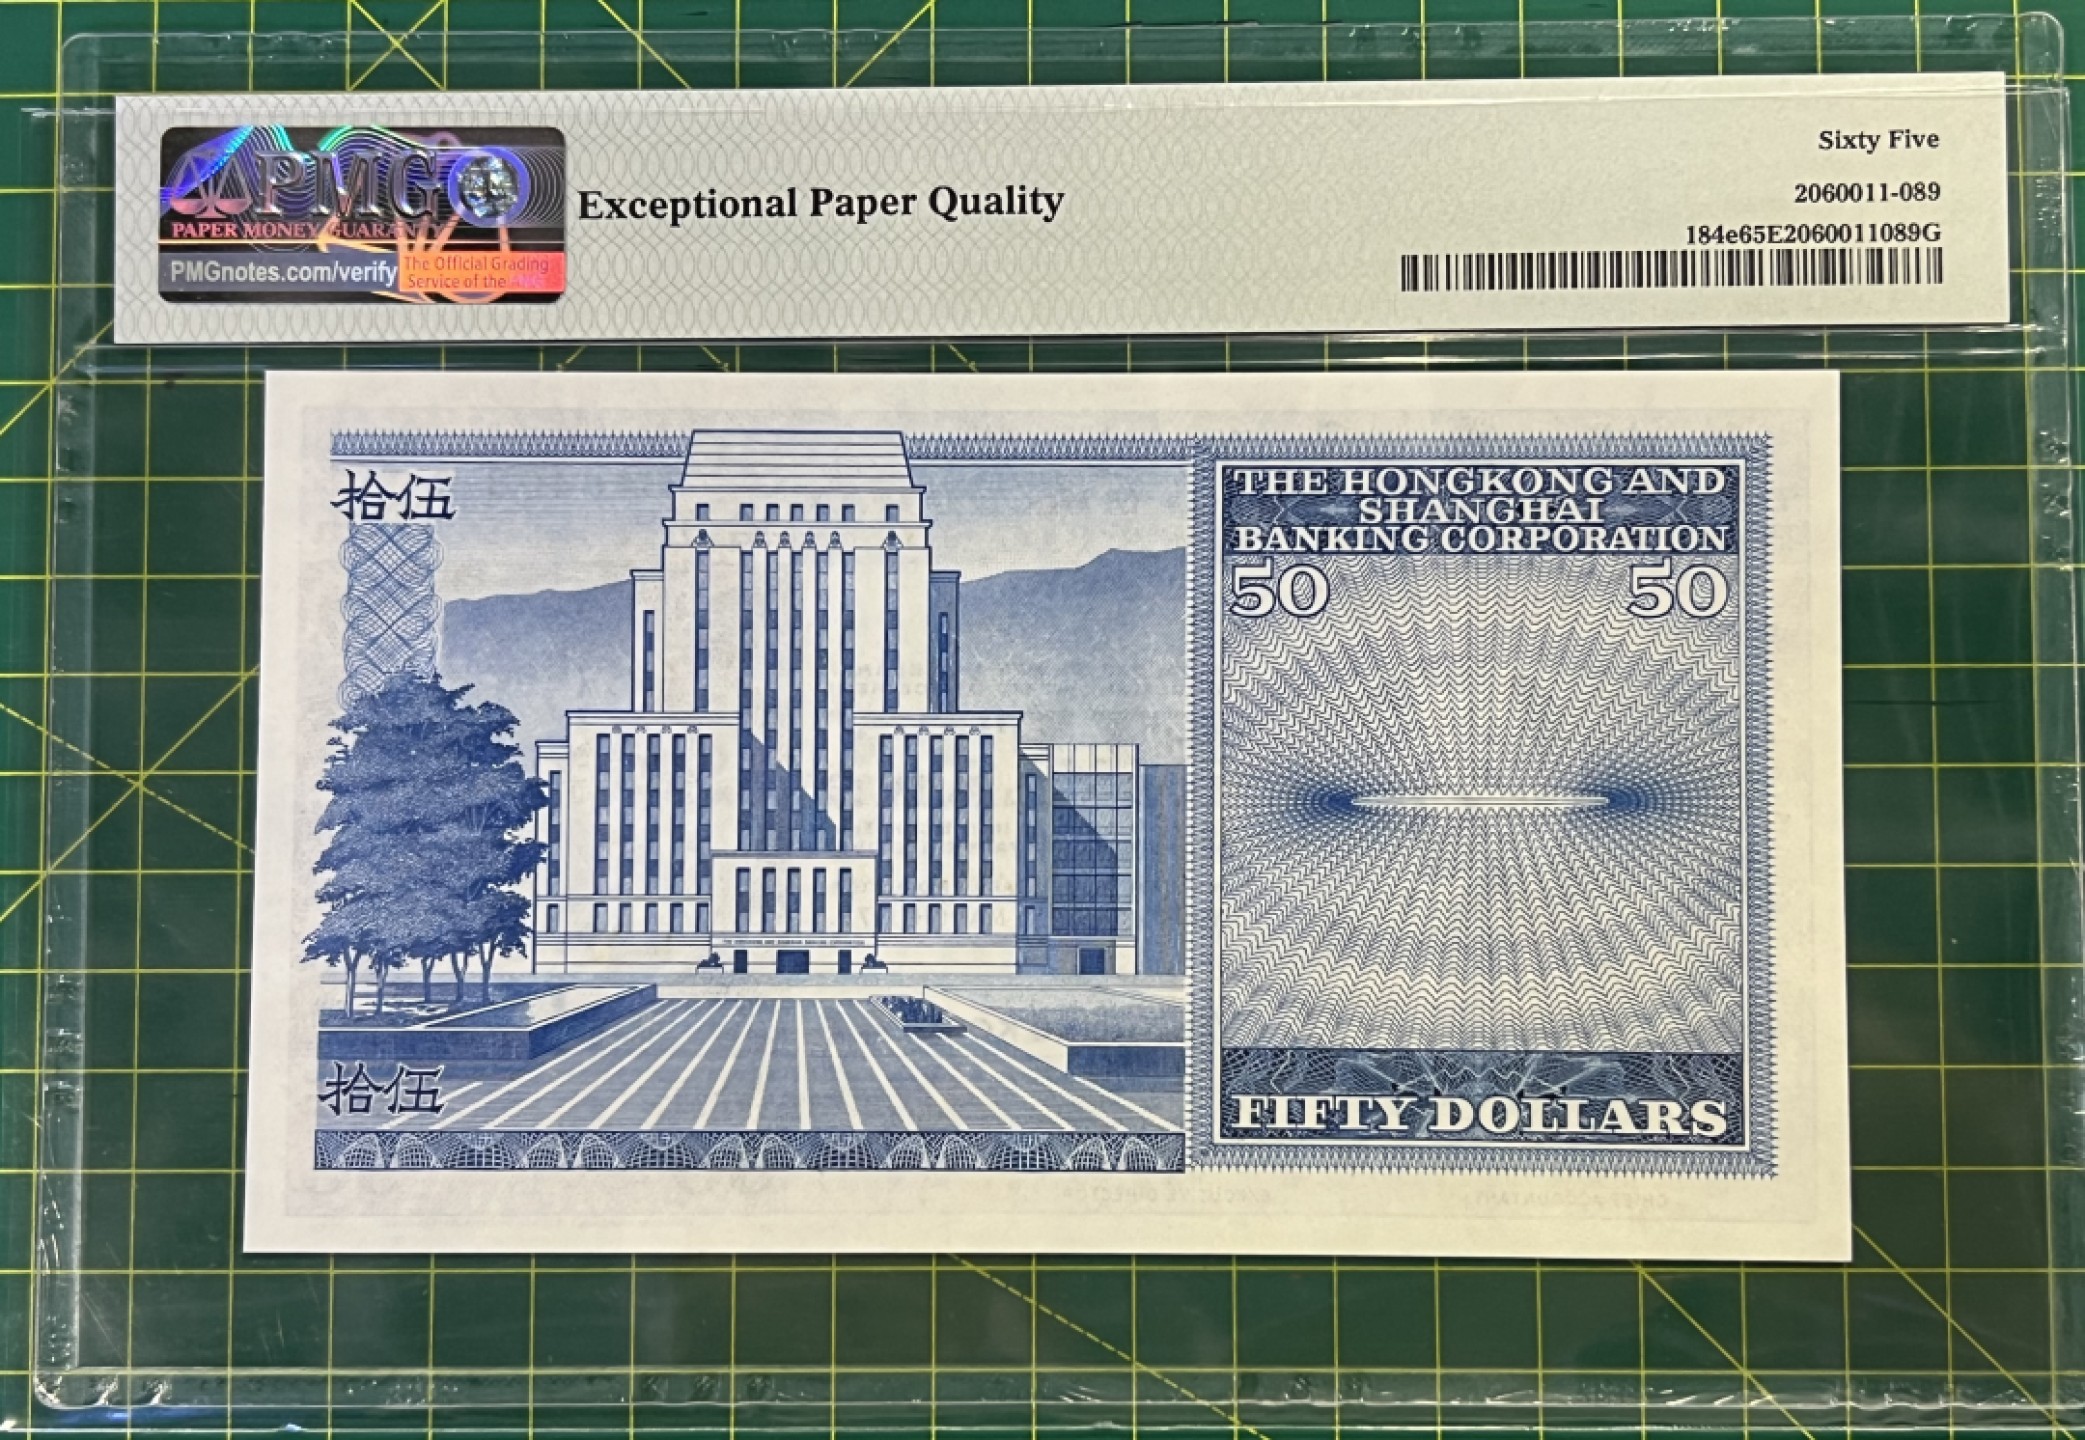 PMG
PAPER MONEY GUARANTY
PMGnotes.com/verify
The Official Grading
Service of the
Exceptional Paper Quality
Sixty Five
2060011-089
184e65E2060011089G
拾伍
THE HONGKONG AND
SHANGHAI
BANKING CORPORATION
50 50
拾伍
FIFTY DOLLARS